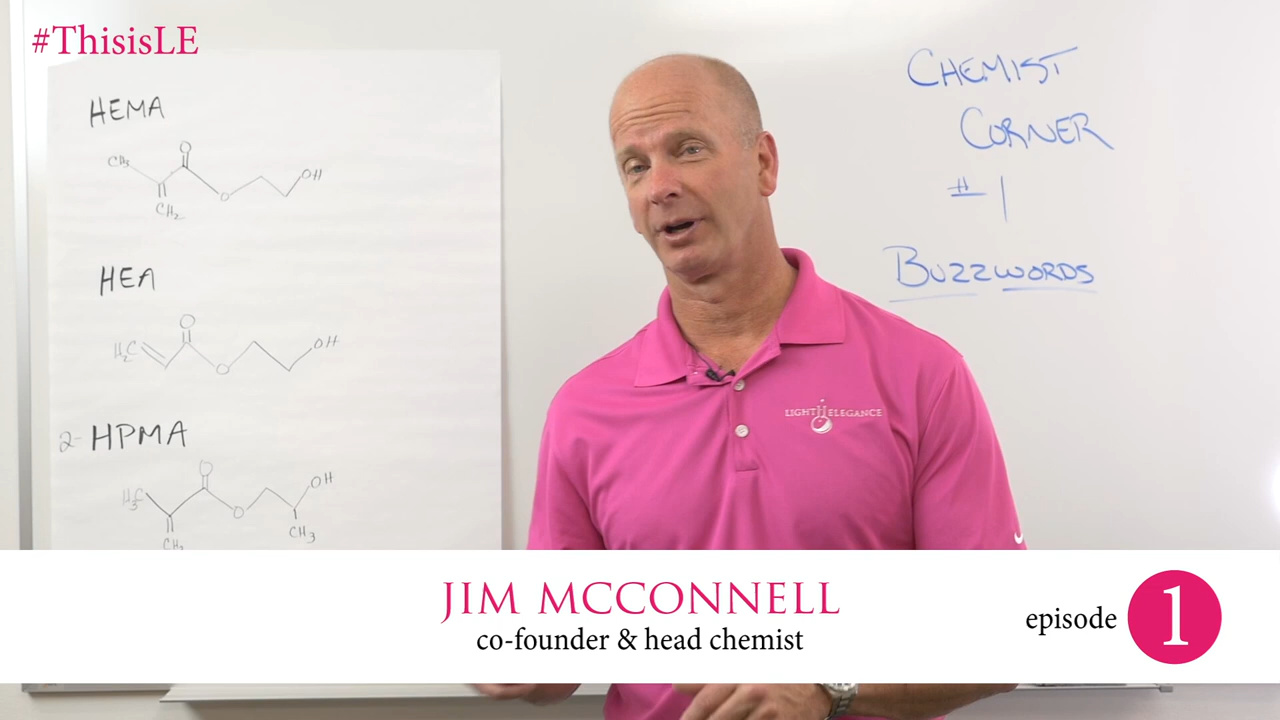 #ThisisLE
HEMA
O
CH₃
OH
O
CH₂
HEA
O
H₂C
OH
O
2-HPMA
O
OH
H₃C
O
CH₃
CH₂
CHEMIST
CORNER
#1
BUZZWORDS
LIGHT ELEGANCE
JIM MCCONNELL
co-founder & head chemist
episode 1